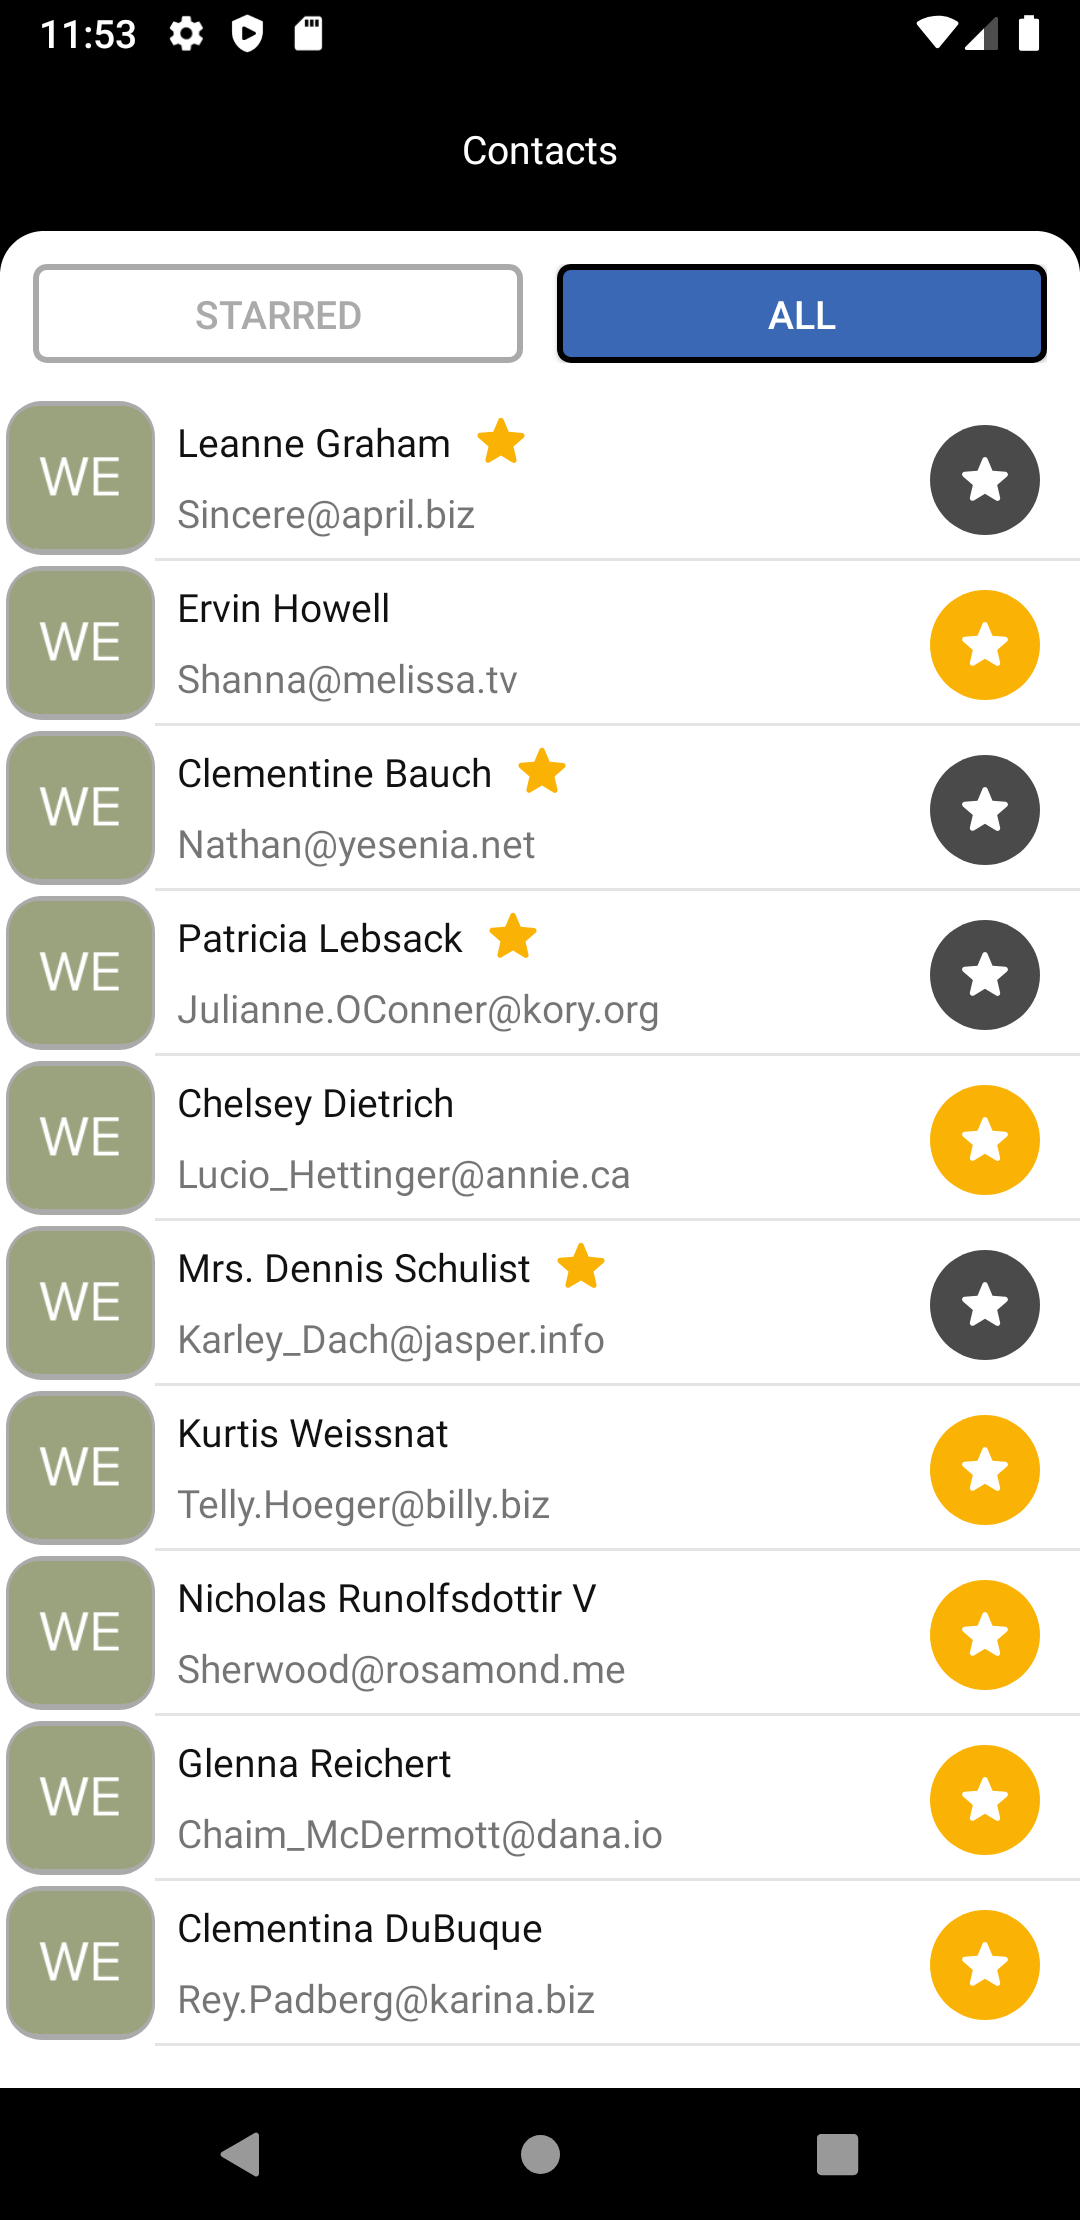 11:53
Contacts
STARRED
ALL
WE
Leanne Graham
Sincere@april.biz
WE
Ervin Howell
Shanna@melissa.tv
WE
Clementine Bauch
Nathan@yesenia.net
WE
Patricia Lebsack
Julianne.OConner@kory.org
WE
Chelsey Dietrich
Lucio_Hettinger@annie.ca
WE
Mrs. Dennis Schulist
Karley_Dach@jasper.info
WE
Kurtis Weissnat
Telly.Hoeger@billy.biz
WE
Nicholas Runolfsdottir V
Sherwood@rosamond.me
WE
Glenna Reichert
Chaim_McDermott@dana.io
WE
Clementina DuBuque
Rey.Padberg@karina.biz